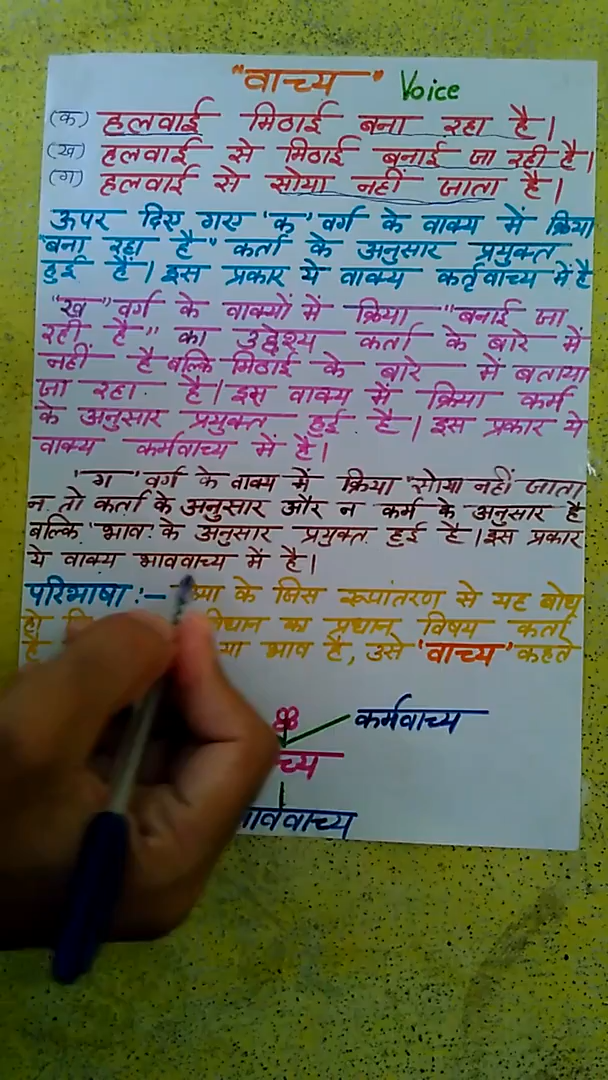 "वाच्य" Voice
(क) हलवाई मिठाई बना रहा है।
(ख) हलवाई से मिठाई बनाई जा रही है।
(ग) हलवाई से सोया नहीं जाता है।
ऊपर दिए गए 'क' वर्ग के वाक्य में क्रिया
"बना रहा है" कर्ता के अनुसार प्रयुक्त
हुई है। इस प्रकार ये वाक्य कर्तृवाच्य में है
"ख" वर्ग के वाक्यों में क्रिया "बनाई जा
रही है" का उद्देश्य कर्ता के बारे में
नहीं है बल्कि मिठाई के बारे में बताया
जा रहा है। इस वाक्य में क्रिया कर्म
के अनुसार प्रयुक्त हुई है। इस प्रकार ये
वाक्य कर्मवाच्य में है।
"ग" वर्ग के वाक्य में क्रिया "सोया नहीं जाता
न तो कर्ता के अनुसार और न कर्म के अनुसार है
बल्कि 'भाव' के अनुसार प्रयुक्त हुई है। इस प्रकार
ये वाक्य भाववाच्य में है।
परिभाषा :- के जिस रूपांतरण से यह बोध
हो का प्रधान विषय कर्ता
है भाव है, उसे "वाच्य" कहते
कर्मवाच्य